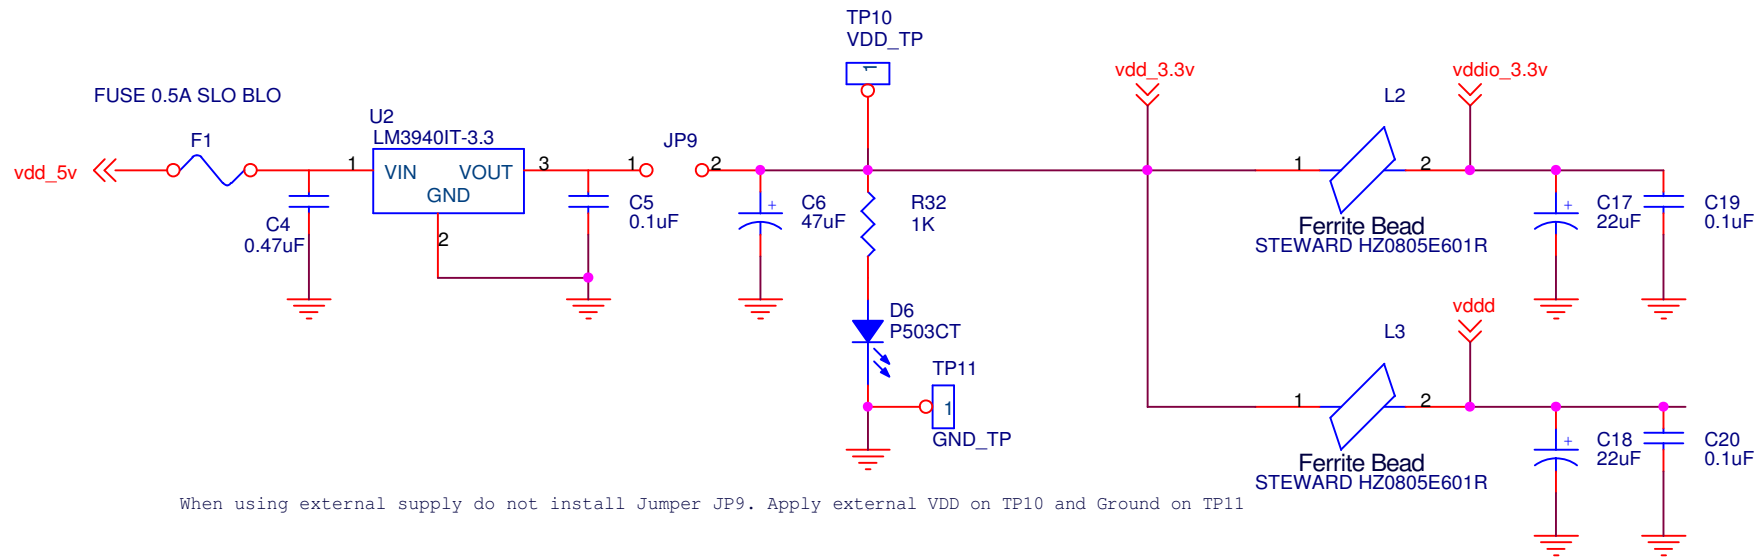 TP10
VDD_TP
1
FUSE 0.5A SLO BLO
F1
vdd_5v
U2
LM3940IT-3.3
1
VIN
VOUT
GND
3
2
C4
0.47uF
C5
0.1uF
JP9
1
2
+
C6
47uF
R32
1K
D6
P503CT
TP11
1
GND_TP
vdd_3.3v
vddio_3.3v
L2
1
2
Ferrite Bead
STEWARD HZ0805E601R
+
C17
22uF
C19
0.1uF
vddd
L3
1
2
Ferrite Bead
STEWARD HZ0805E601R
+
C18
22uF
C20
0.1uF
When using external supply do not install Jumper JP9. Apply external VDD on TP10 and Ground on TP11